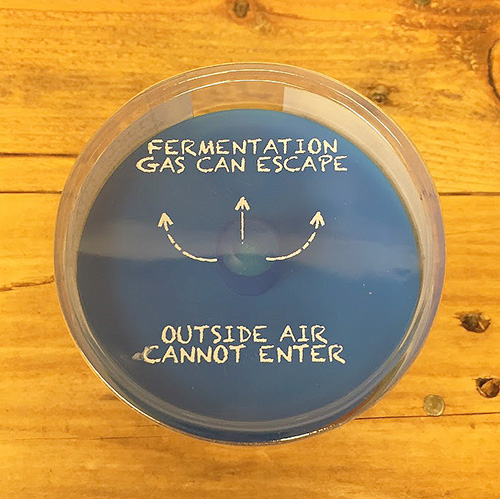 FERMENTATION
GAS CAN ESCAPE
OUTSIDE AIR
CANNOT ENTER